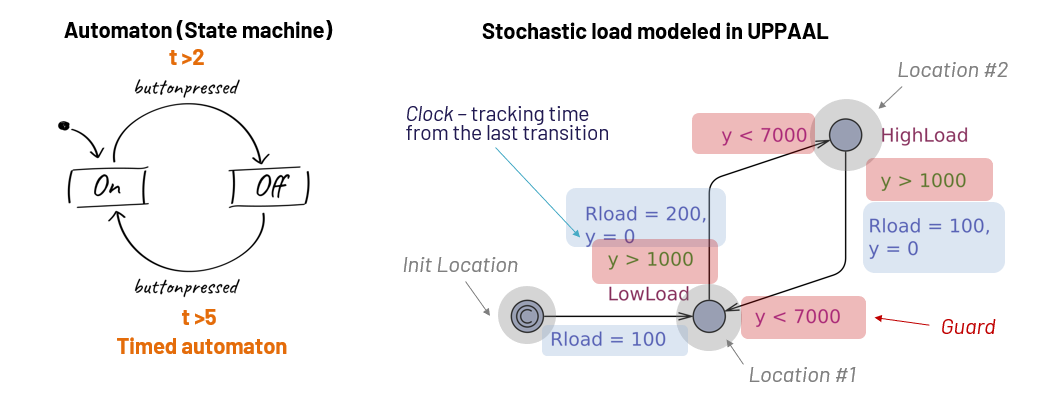 Automaton (State machine)
t >2
buttonpressed
On
Off
buttonpressed
t >5
Timed automaton
Stochastic load modeled in UPPAAL
Location #2
Clock – tracking time
from the last transition
y < 7000
HighLoad
y > 1000
Rload = 200,
y = 0
Rload = 100,
y = 0
y > 1000
Init Location
LowLoad
C
y < 7000
Guard
Rload = 100
Location #1